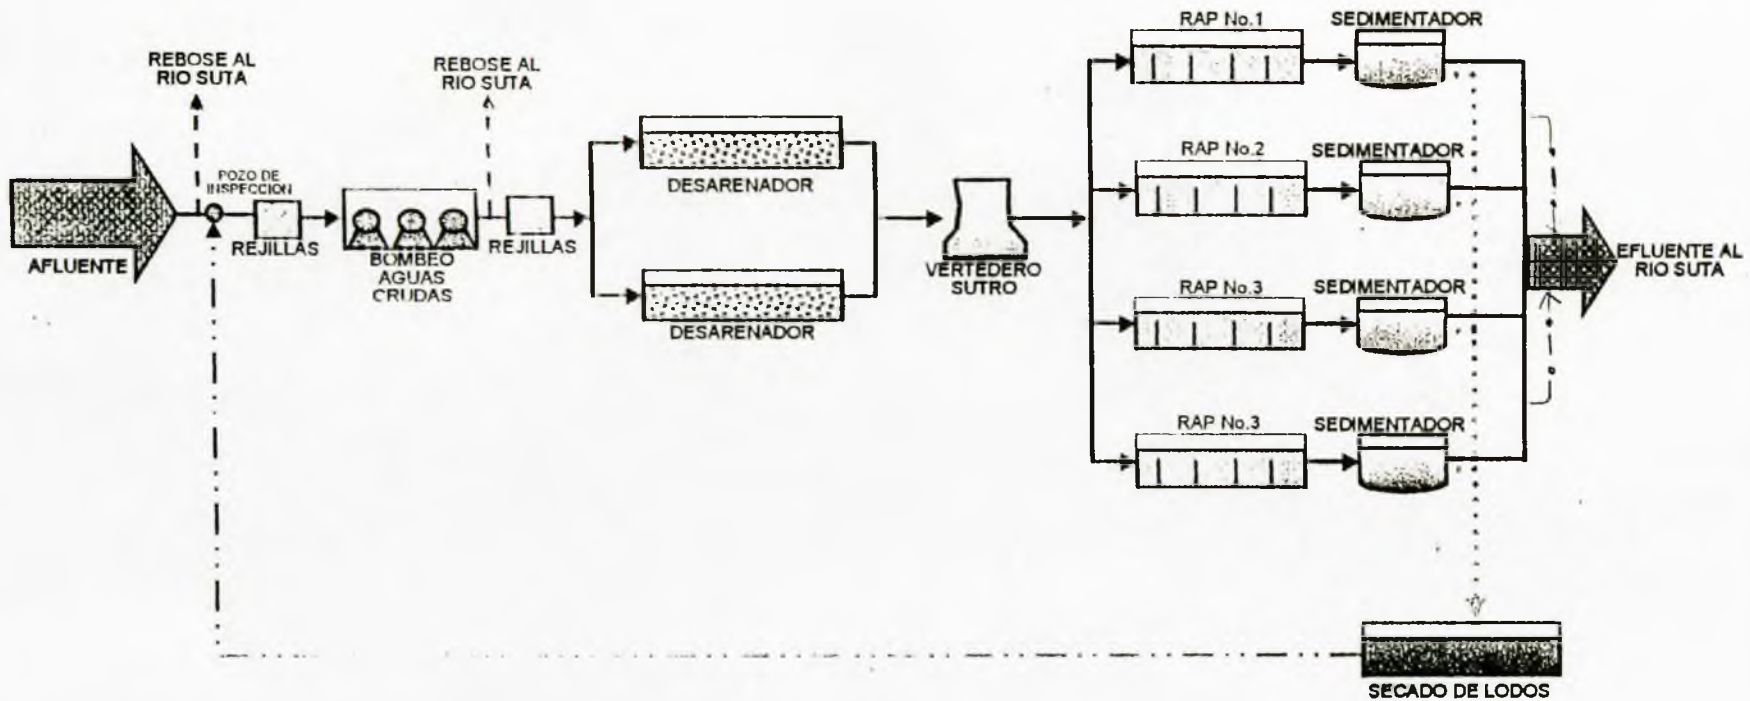 RAP No.1
SEDIMENTADOR
REBOSE AL
RIO SUTA
REBOSE AL
RIO SUTA
RAP No.2
SEDIMENTADOR
POZO DE
INSPECCION
DESARENADOR
REJILLAS
REJILLAS
AFLUENTE
BOMBEO
AGUAS
CRUDAS
VERTEDERO
SUTRO
EFLUENTE AL
RIO SUTA
RAP No.3
SEDIMENTADOR
DESARENADOR
RAP No.3
SEDIMENTADOR
SECADO DE LODOS